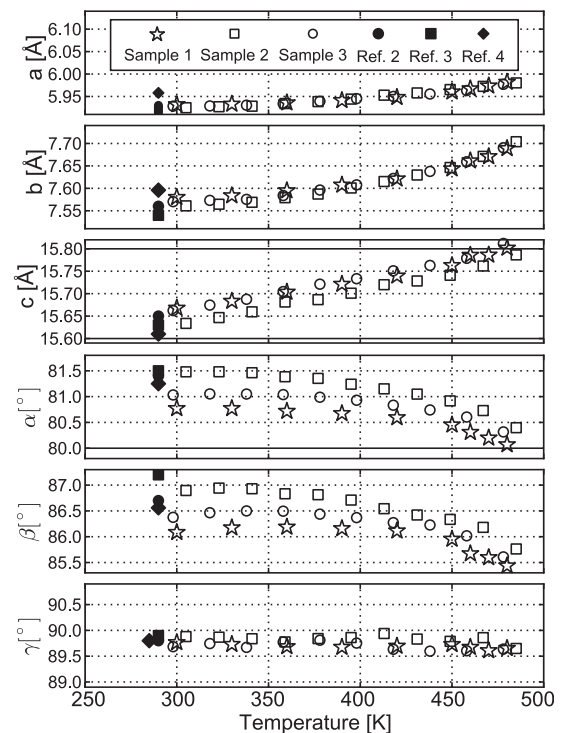 6.10
6.05
6.00
5.95
a [Å]
Sample 1 Sample 2 Sample 3 Ref. 2 Ref. 3 Ref. 4
7.70
7.65
7.60
7.55
b [Å]
15.80
15.75
15.70
15.65
15.60
c [Å]
81.5
81.0
80.5
80.0
α[°]
87.0
86.5
86.0
85.5
β[°]
90.5
90.0
89.5
89.0
γ[°]
250 300 350 400 450 500
Temperature [K]